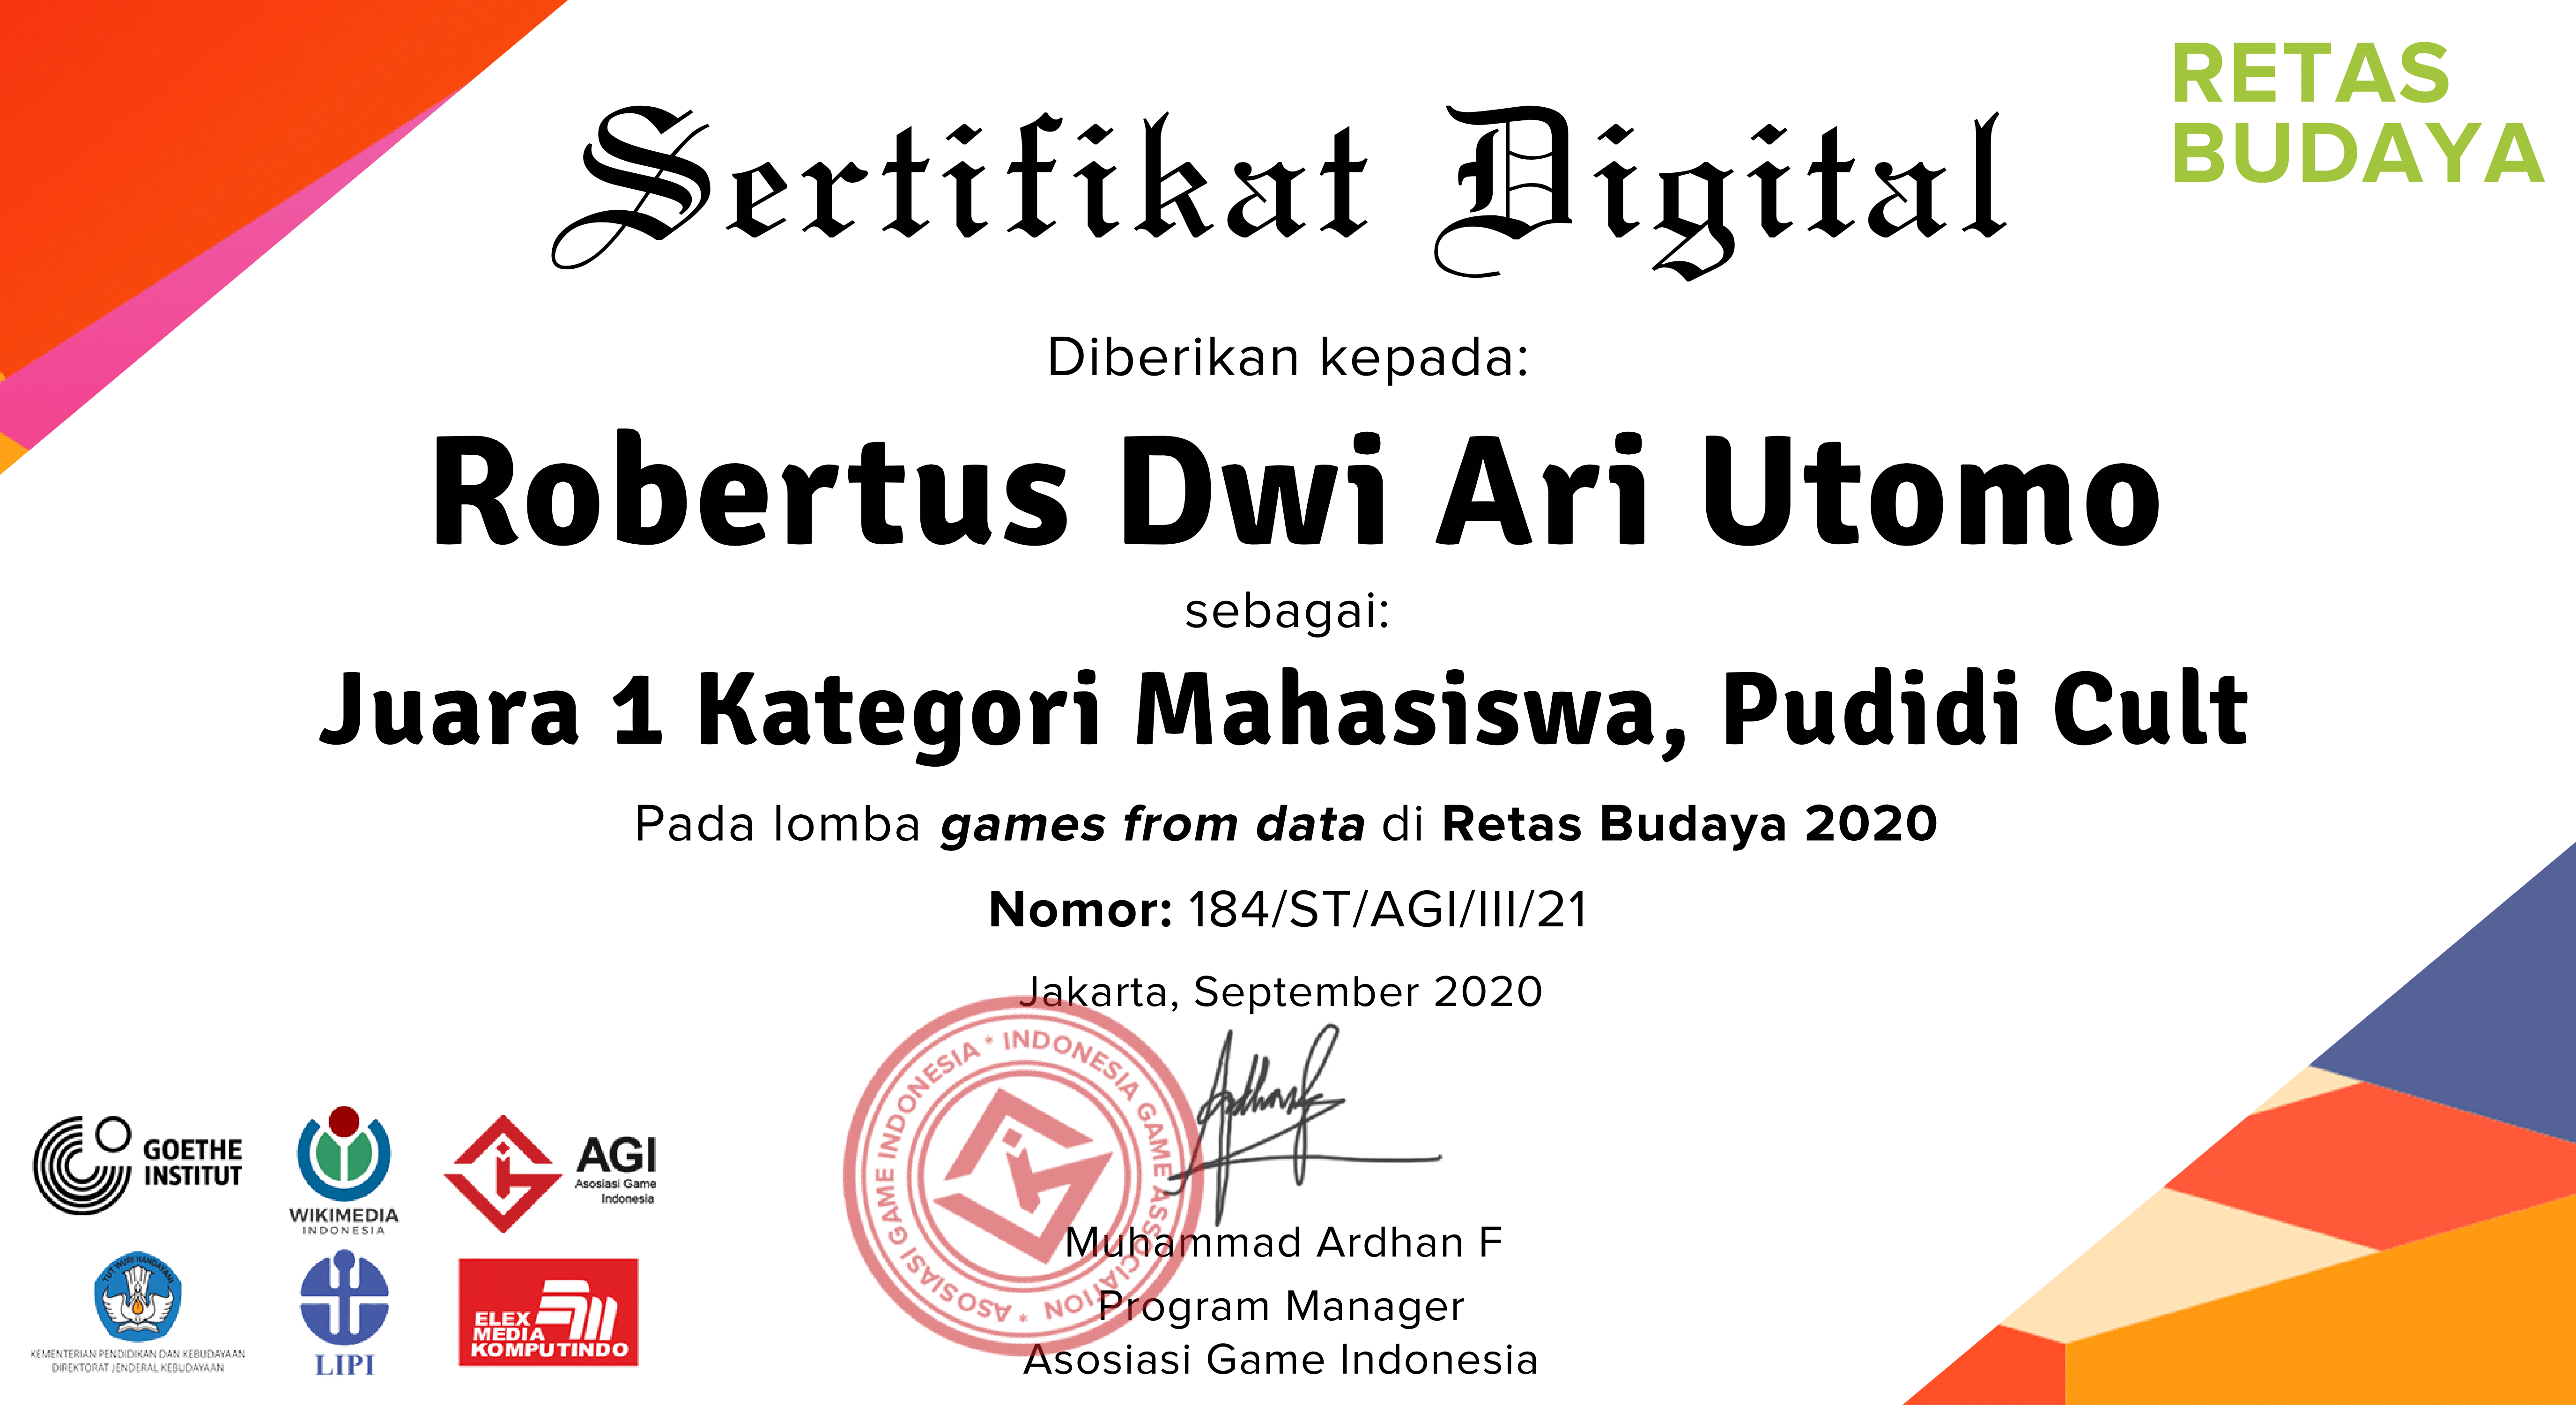 RETAS
BUDAYA
Sertifikat Digital
Diberikan kepada:
Robertus Dwi Ari Utomo
sebagai:
Juara 1 Kategori Mahasiswa, Pudidi Cult
Pada lomba games from data di Retas Budaya 2020
Nomor: 184/ST/AGI/III/21
Jakarta, September 2020
ASOSIASI GAME INDONESIA * INDONESIA GAME ASSOCIATION *
Muhammad Ardhan F
Program Manager
Asosiasi Game Indonesia
GOETHE
INSTITUT
WIKIMEDIA
INDONESIA
AGI
Asosiasi Game
Indonesia
TUT WURI HANDAYANI
KEMENTERIAN PENDIDIKAN DAN KEBUDAYAAN
DIREKTORAT JENDERAL KEBUDAYAAN
LIPI
ELEX
MEDIA
KOMPUTINDO